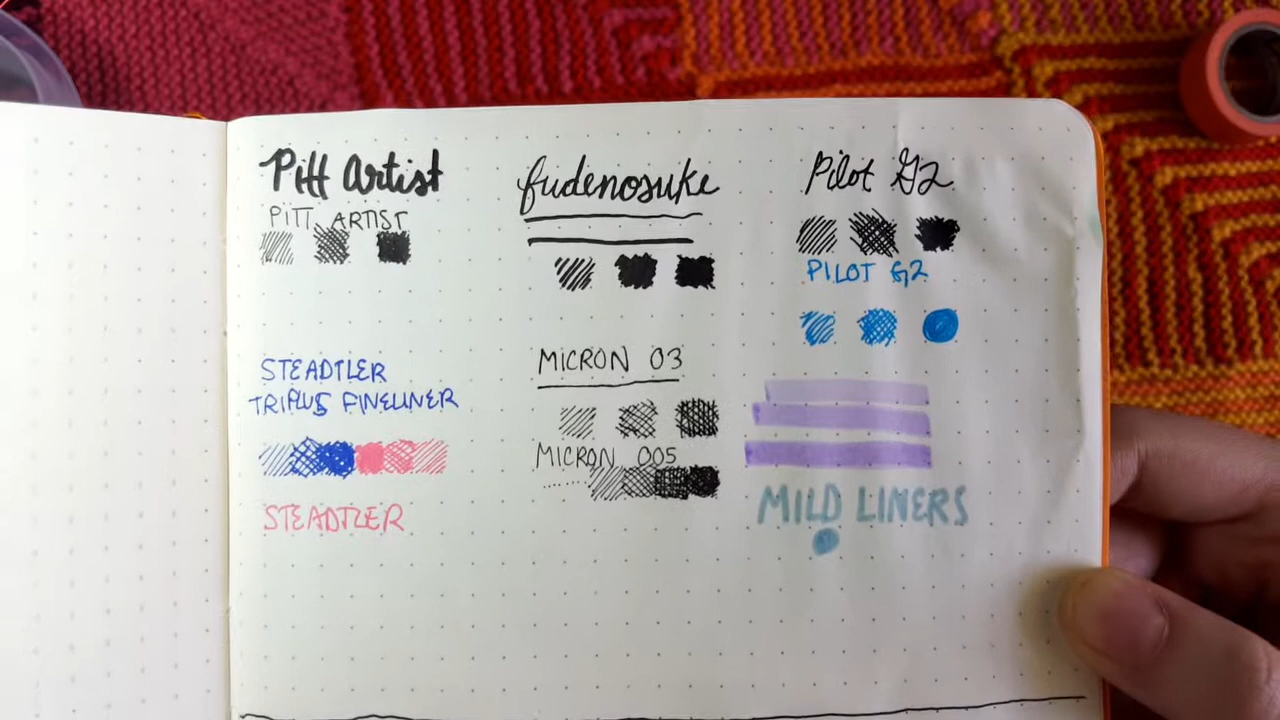 Pitt Artist
PITT ARTIST
STEADTLER
TRIPLUS FINELINER
STEADTLER
fudenosuke
MICRON 03
MICRON 005
Pilot G2
PILOT G2
MILD LINERS